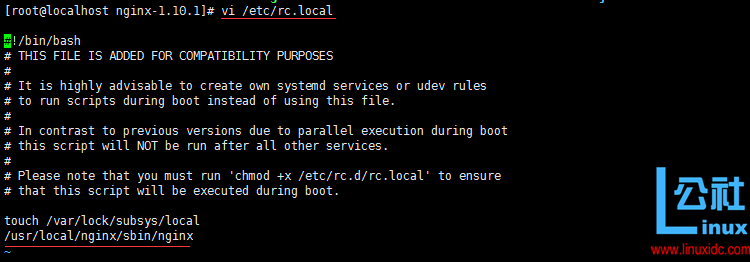 [root@localhost nginx-1.10.1]# vi /etc/rc.local
#!/bin/bash
# THIS FILE IS ADDED FOR COMPATIBILITY PURPOSES
#
# It is highly advisable to create own systemd services or udev rules
# to run scripts during boot instead of using this file.
#
# In contrast to previous versions due to parallel execution during boot
# this script will NOT be run after all other services.
#
# Please note that you must run 'chmod +x /etc/rc.d/rc.local' to ensure
# that this script will be executed during boot.
touch /var/lock/subsys/local
/usr/local/nginx/sbin/nginx
~
公社
Linux
www.linuxidc.com